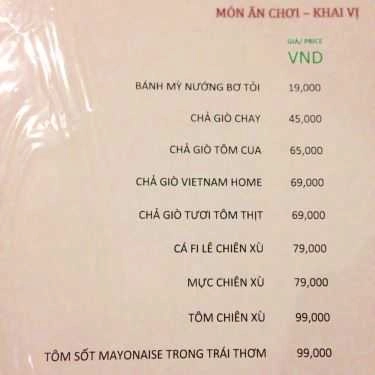 MÓN ĂN CHƠI – KHAI VỊ
GIÁ/ PRICE
VND
BÁNH MỲ NƯỚNG BƠ TỎI 19,000
CHẢ GIÒ CHAY 45,000
CHẢ GIÒ TÔM CUA 65,000
CHẢ GIÒ VIETNAM HOME 69,000
CHẢ GIÒ TƯƠI TÔM THỊT 69,000
CÁ FI LÊ CHIÊN XÙ 79,000
MỰC CHIÊN XÙ 79,000
TÔM CHIÊN XÙ 99,000
TÔM SỐT MAYONAISE TRONG TRÁI THƠM 99,000